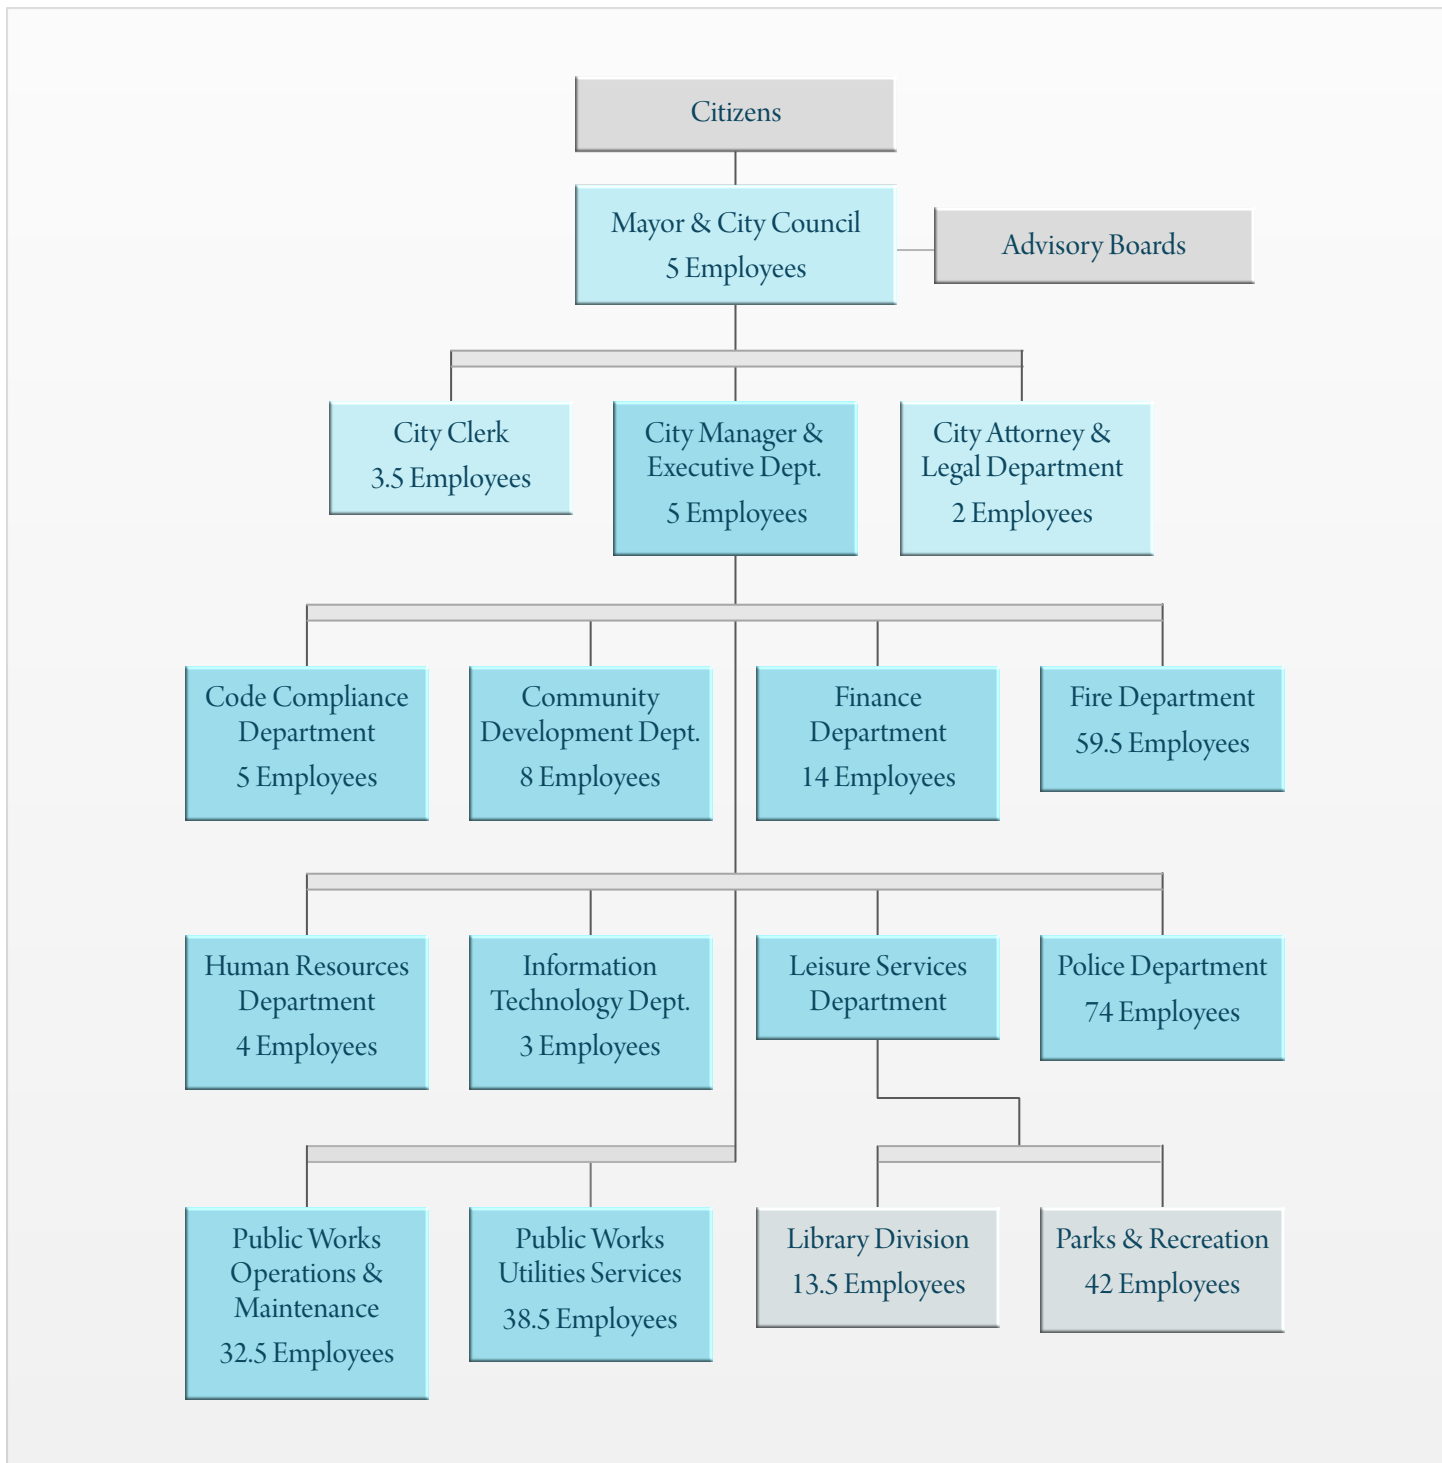 Citizens
Mayor & City Council
5 Employees
Advisory Boards
City Clerk
3.5 Employees
City Manager &
Executive Dept.
5 Employees
City Attorney &
Legal Department
2 Employees
Code Compliance
Department
5 Employees
Community
Development Dept.
8 Employees
Finance
Department
14 Employees
Fire Department
59.5 Employees
Human Resources
Department
4 Employees
Information
Technology Dept.
3 Employees
Leisure Services
Department
Police Department
74 Employees
Public Works
Operations &
Maintenance
32.5 Employees
Public Works
Utilities Services
38.5 Employees
Library Division
13.5 Employees
Parks & Recreation
42 Employees